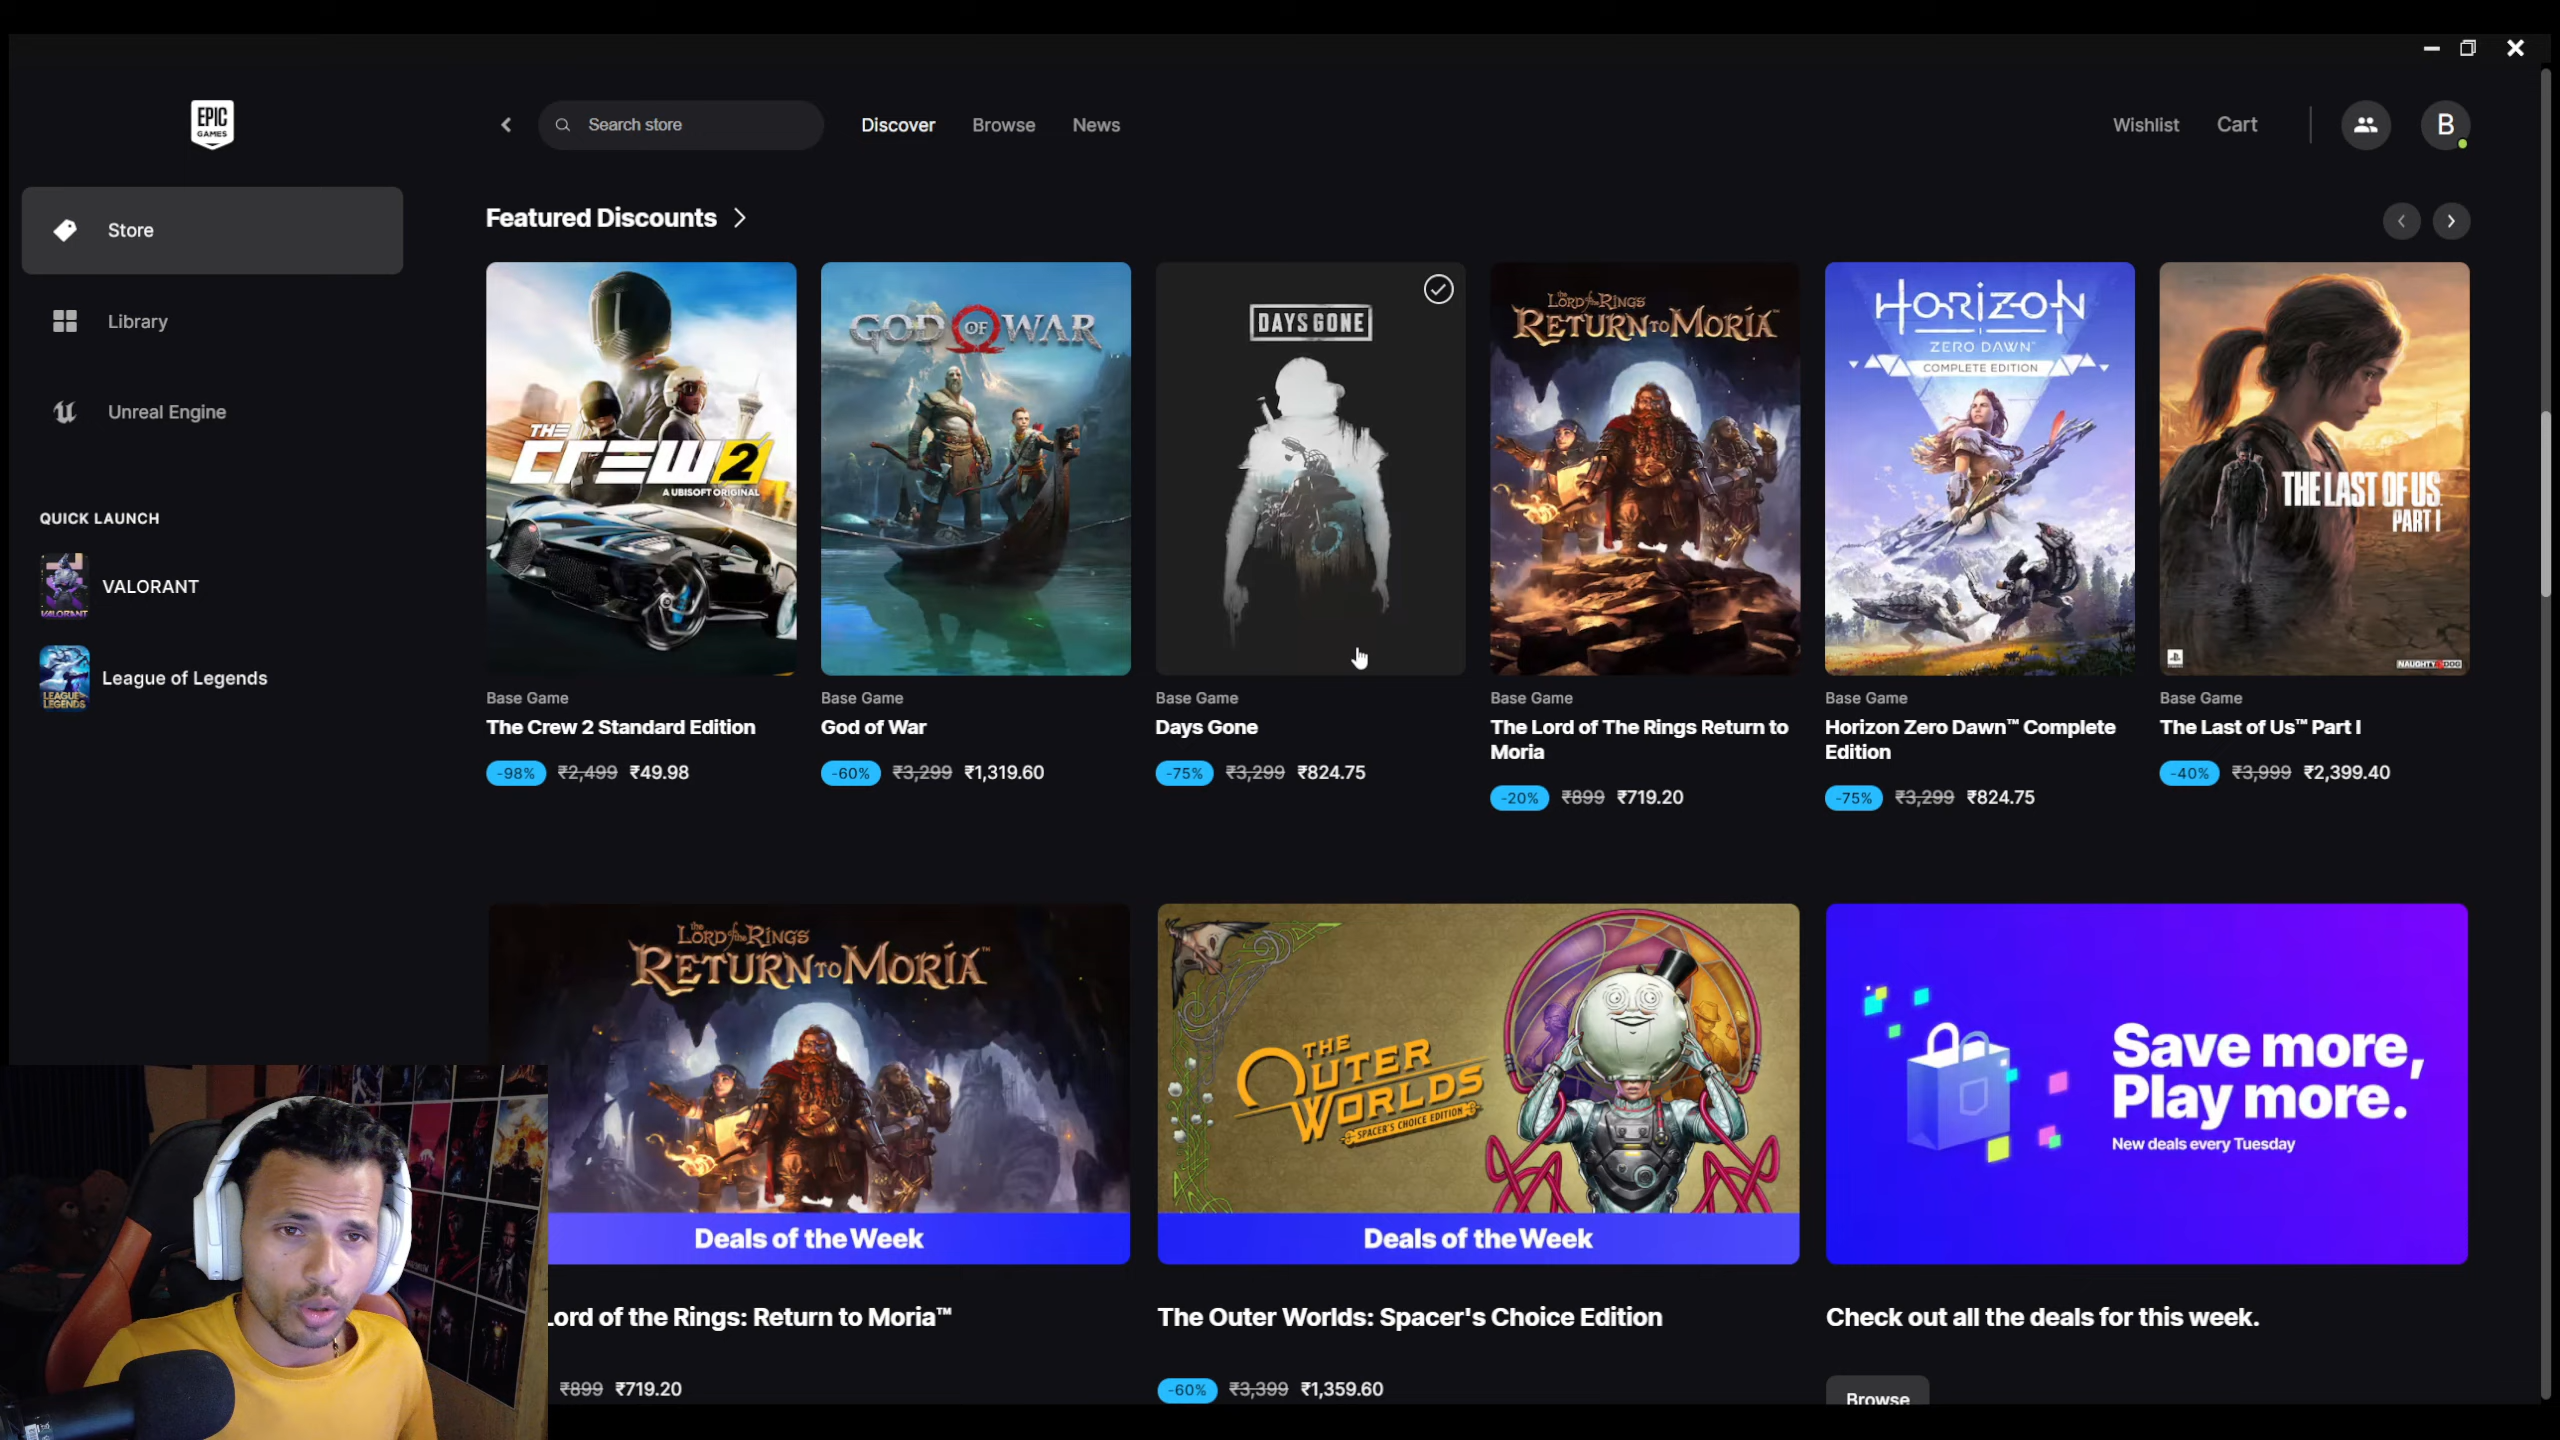 EPIC
GAMES
Search store
Discover
Browse
News
Wishlist
Cart
B
Store
Library
Unreal Engine
QUICK LAUNCH
VALORANT
VALORANT
LEAGUE OF
LEGENDS
League of Legends
Featured Discounts
THE
CREW 2
A UBISOFT ORIGINAL
Base Game
The Crew 2 Standard Edition
-98% ₹2,499 ₹49.98
GOD OF WAR
Base Game
God of War
-60% ₹3,299 ₹1,319.60
DAYS GONE
Base Game
Days Gone
-75% ₹3,299 ₹824.75
THE LORD OF THE RINGS
RETURN TO MORIA™
Base Game
The Lord of The Rings Return to
Moria
-20% ₹899 ₹719.20
HORIZON
ZERO DAWN™
COMPLETE EDITION
Base Game
Horizon Zero Dawn™ Complete
Edition
-75% ₹3,299 ₹824.75
THE LAST OF US
PART I
NAUGHTY DOG
Base Game
The Last of Us™ Part I
-40% ₹3,999 ₹2,399.40
THE LORD OF THE RINGS
RETURN TO MORIA™
Deals of the Week
Lord of the Rings: Return to Moria™
₹899 ₹719.20
THE
OUTER
WORLDS
SPACER'S CHOICE EDITION
Deals of the Week
The Outer Worlds: Spacer's Choice Edition
-60% ₹3,399 ₹1,359.60
Save more,
Play more.
New deals every Tuesday
Check out all the deals for this week.
Browse